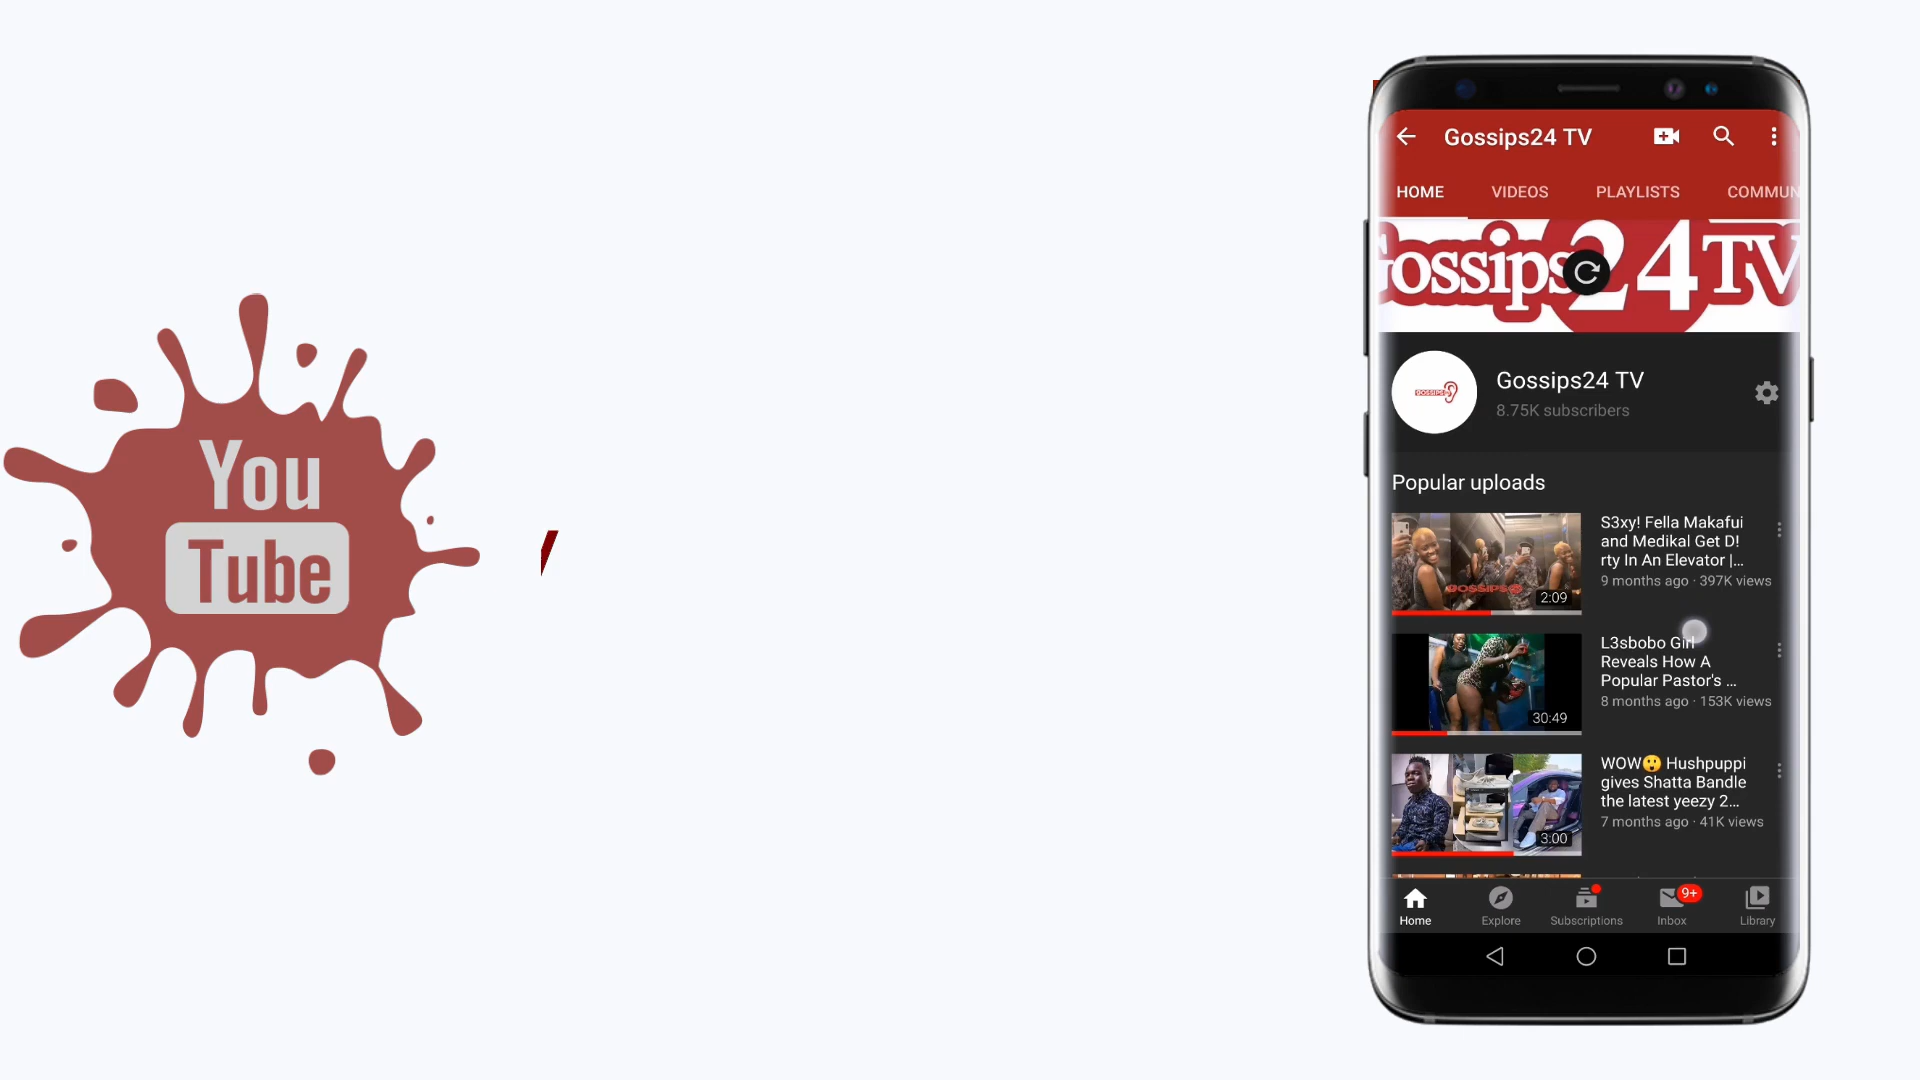 You
Tube
Gossips24 TV
HOME VIDEOS PLAYLISTS COMMUN
Gossips24TV
GOSSIPS
Gossips24 TV
8.75K subscribers
Popular uploads
S3xy! Fella Makafui
and Medikal Get D!
rty In An Elevator |...
9 months ago · 397K views
GOSSIPS
2:09
L3sbobo Girl
Reveals How A
Popular Pastor's ...
8 months ago · 153K views
30:49
WOW😲 Hushpuppi
gives Shatta Bandle
the latest yeezy 2...
7 months ago · 41K views
3:00
9+
Home Explore Subscriptions Inbox Library